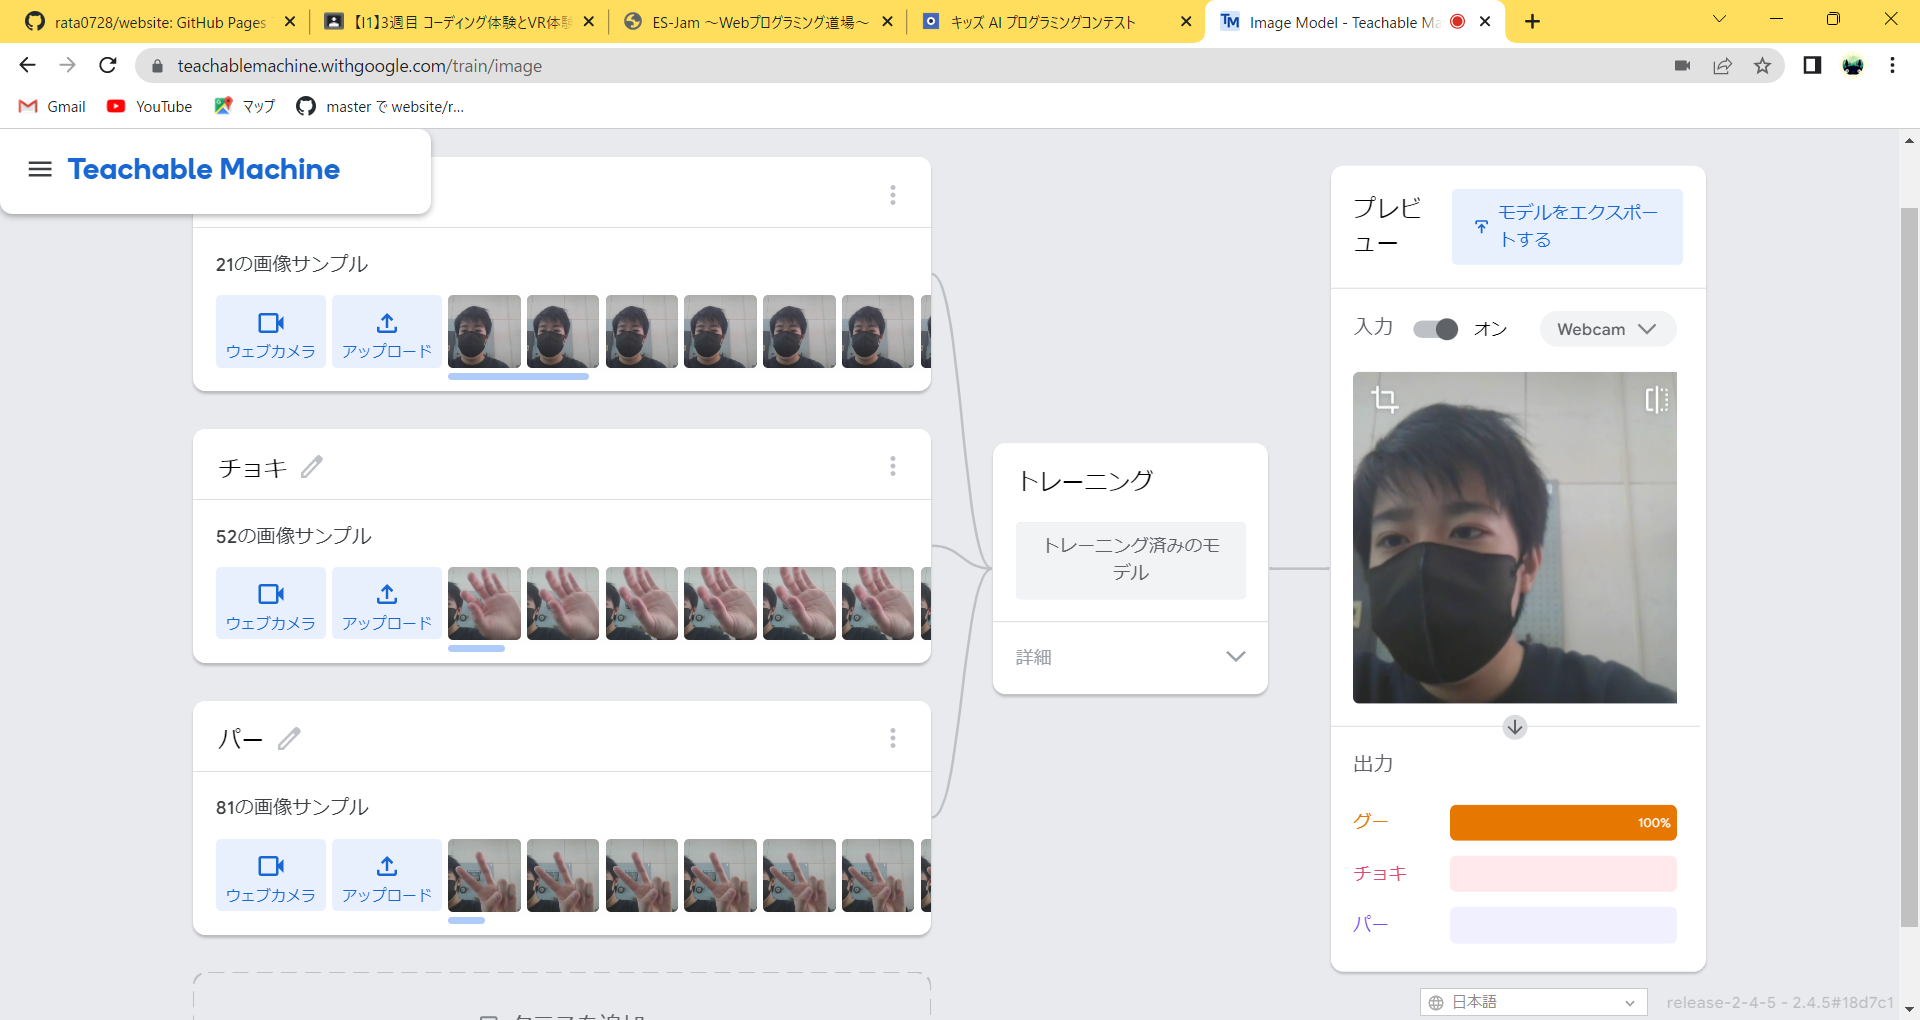 rata0728/website: GitHub Pages
【I1】3週目 コーディング体験とVR体験
ES-Jam ～Webプログラミング道場～
キッズ AI プログラミングコンテスト
Image Model - Teachable Ma
teachablemachine.withgoogle.com/train/image
Gmail
YouTube
マップ
master で website/r...
Teachable Machine
21の画像サンプル
ウェブカメラ
アップロード
チョキ
52の画像サンプル
ウェブカメラ
アップロード
パー
81の画像サンプル
ウェブカメラ
アップロード
クラスを追加
トレーニング
トレーニング済みのモ
デル
詳細
プレビ
ュー
モデルをエクスポー
トする
入力
オン
Webcam
出力
グー
100%
チョキ
パー
日本語
release-2-4-5 - 2.4.5#18d7c1